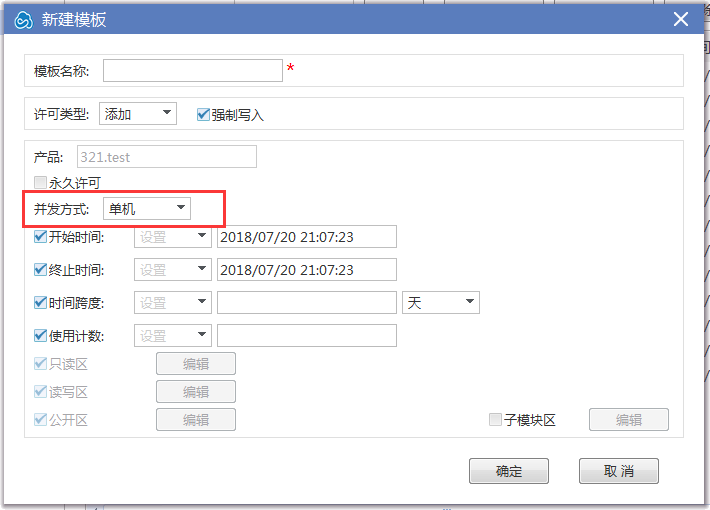 新建模板
模板名称: *
许可类型: 添加 强制写入
产品: 321.test
永久许可
并发方式: 单机
开始时间: 设置 2018/07/20 21:07:23
终止时间: 设置 2018/07/20 21:07:23
时间跨度: 设置 天
使用计数: 设置
只读区 编辑
读写区 编辑
公开区 编辑 子模块区 编辑
确定 取消